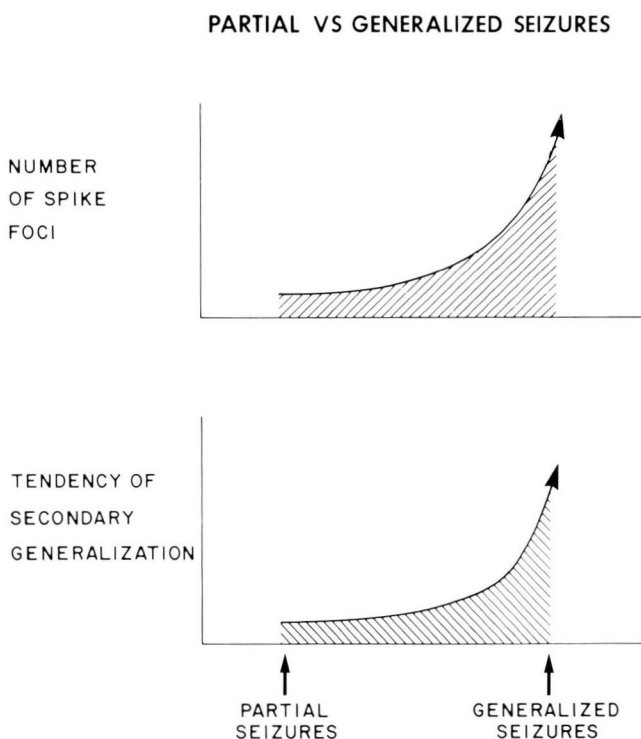 PARTIAL VS GENERALIZED SEIZURES
NUMBER
OF SPIKE
FOCI
TENDENCY OF
SECONDARY
GENERALIZATION
PARTIAL
SEIZURES
GENERALIZED
SEIZURES